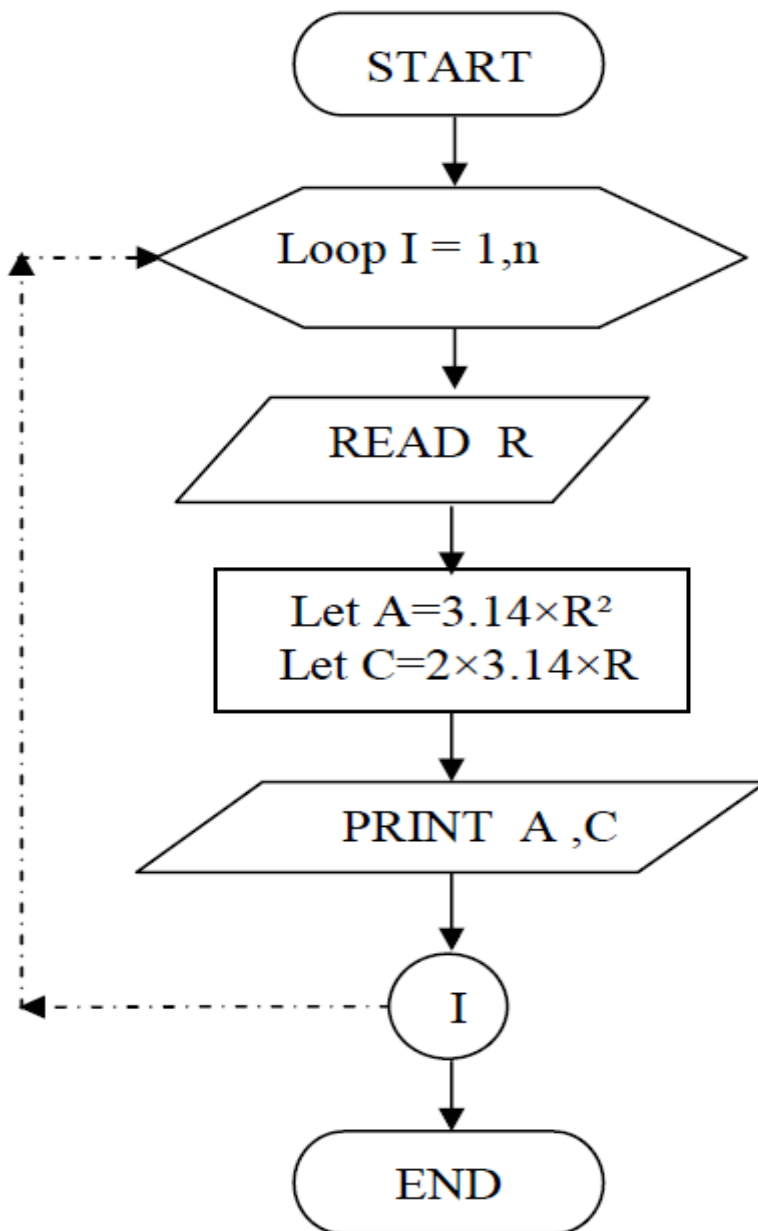 START
Loop I = 1,n
READ R
Let A=3.14×R²
Let C=2×3.14×R
PRINT A ,C
I
END